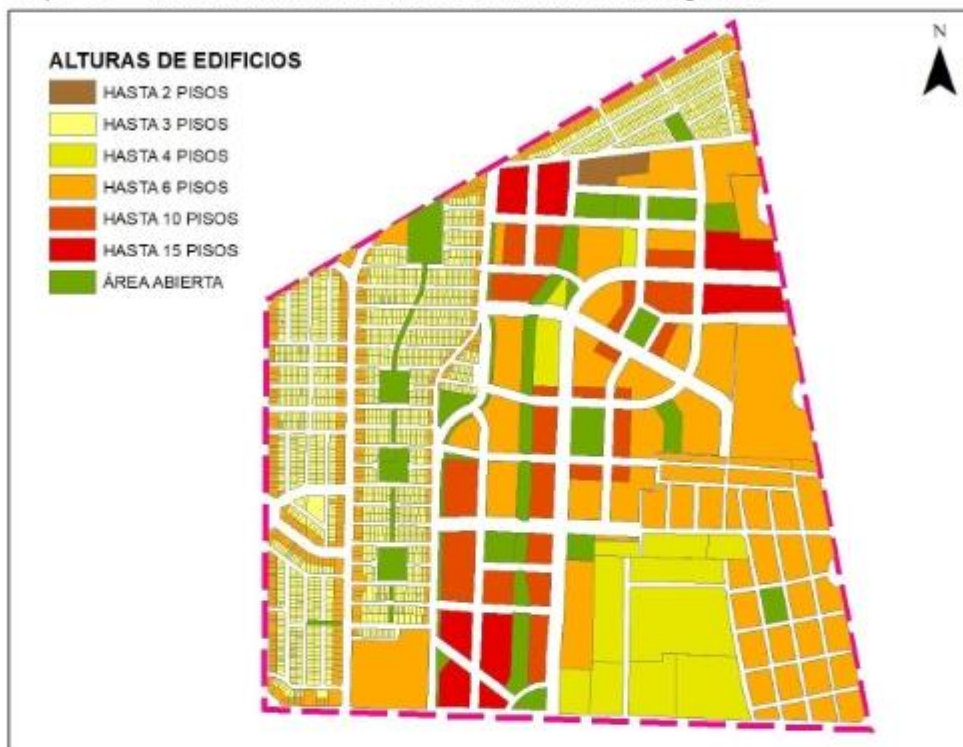 N
ALTURAS DE EDIFICIOS
HASTA 2 PISOS
HASTA 3 PISOS
HASTA 4 PISOS
HASTA 6 PISOS
HASTA 10 PISOS
HASTA 15 PISOS
ÁREA ABIERTA